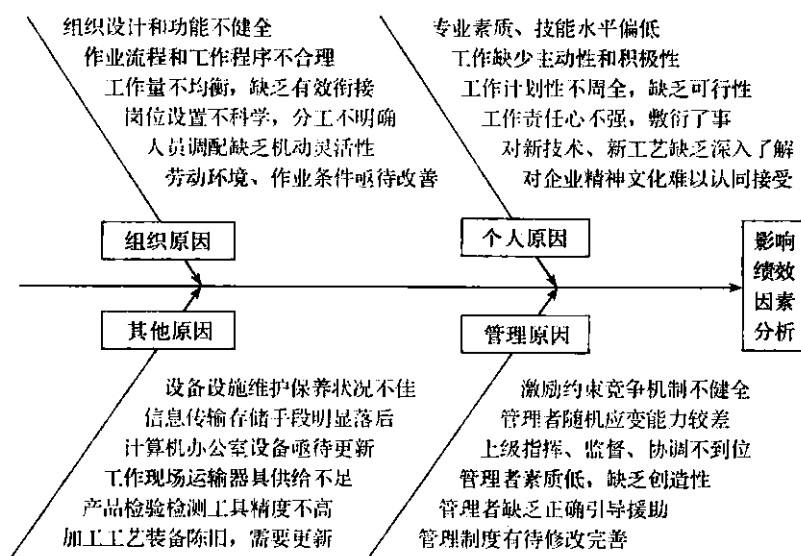 组织设计和功能不健全
作业流程和工作程序不合理
工作量不均衡，缺乏有效衔接
岗位设置不科学，分工不明确
人员调配缺乏机动灵活性
劳动环境、作业条件亟待改善
组织原因
专业素质、技能水平偏低
工作缺少主动性和积极性
工作计划性不周全，缺乏可行性
工作责任心不强，敷衍了事
对新技术、新工艺缺乏深入了解
对企业精神文化难以认同接受
个人原因
影响
绩效
因素
分析
其他原因
设备设施维护保养状况不佳
信息传输存储手段明显落后
计算机办公室设备亟待更新
工作现场运输器具供给不足
产品检验检测工具精度不高
加工工艺装备陈旧，需要更新
管理原因
激励约束竞争机制不健全
管理者随机应变能力较差
上级指挥、监督、协调不到位
管理者素质低，缺乏创造性
管理者缺乏正确引导援助
管理制度有待修改完善